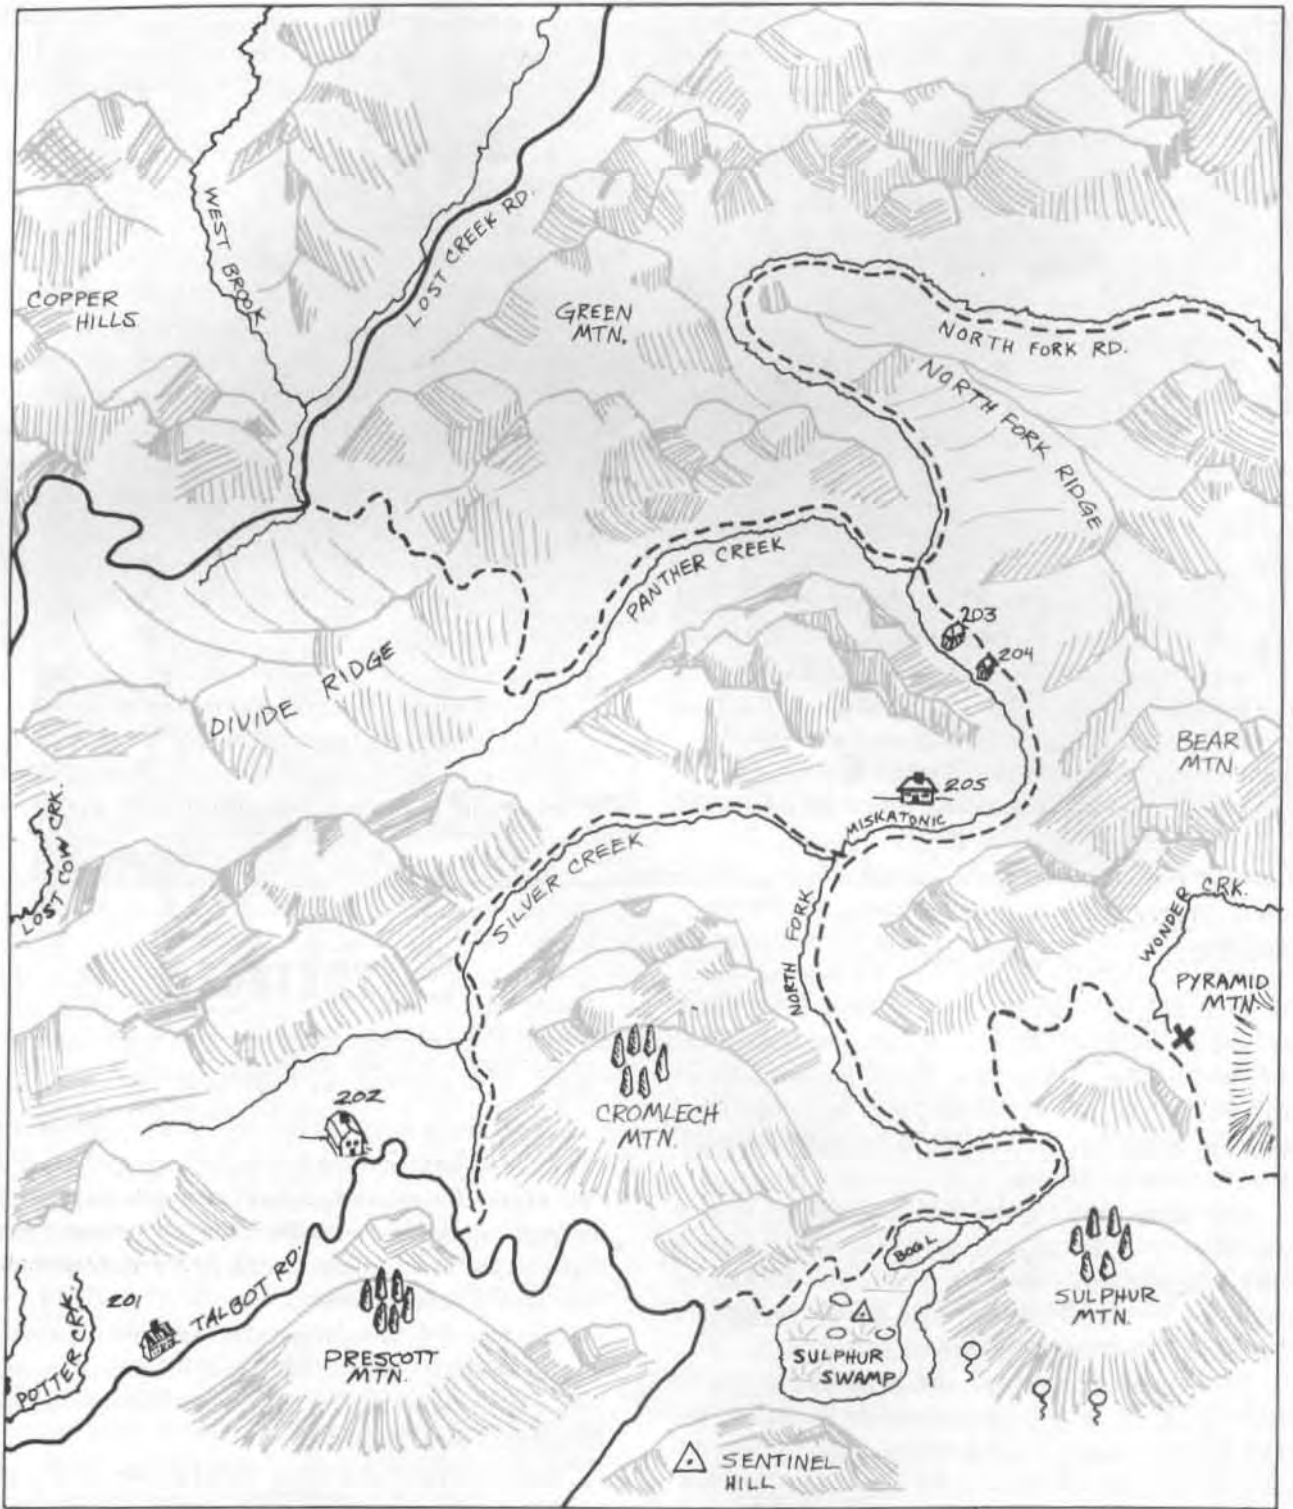 WEST BROOK
LOST CREEK RD.
COPPER
HILLS
GREEN
MTN.
NORTH FORK RD.
NORTH FORK RIDGE
PANTHER CREEK
203
204
DIVIDE RIDGE
BEAR
MTN.
205
MISKATONIC
LOST COW CRK.
SILVER CREEK
NORTH FORK
WONDER CRK.
PYRAMID
MTN.
202
CROMLECH
MTN.
BOG L.
SULPHUR
MTN.
201
TALBOT RD.
POTTER CRK
PRESCOTT
MTN.
SULPHUR
SWAMP
SENTINEL
HILL